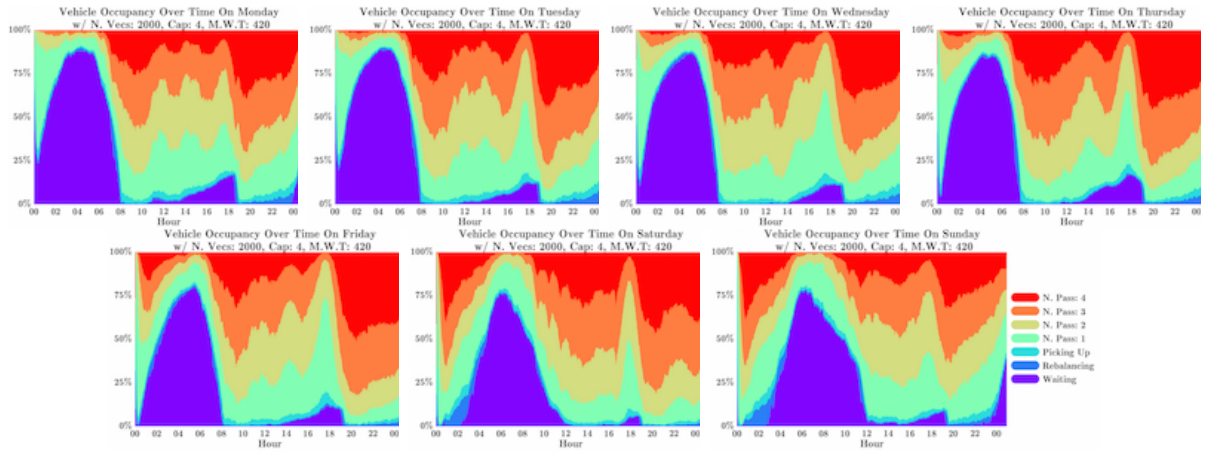 Vehicle Occupancy Over Time On Monday
w/ N. Vecs: 2000, Cap: 4, M.W.T: 420
100%
75%
50%
25%
0%
00 02 04 06 08 10 12 14 16 18 20 22 00
Hour
Vehicle Occupancy Over Time On Tuesday
w/ N. Vecs: 2000, Cap: 4, M.W.T: 420
100%
75%
50%
25%
0%
00 02 04 06 08 10 12 14 16 18 20 22 00
Hour
Vehicle Occupancy Over Time On Wednesday
w/ N. Vecs: 2000, Cap: 4, M.W.T: 420
100%
75%
50%
25%
0%
00 02 04 06 08 10 12 14 16 18 20 22 00
Hour
Vehicle Occupancy Over Time On Thursday
w/ N. Vecs: 2000, Cap: 4, M.W.T: 420
100%
75%
50%
25%
0%
00 02 04 06 08 10 12 14 16 18 20 22 00
Hour
Vehicle Occupancy Over Time On Friday
w/ N. Vecs: 2000, Cap: 4, M.W.T: 420
100%
75%
50%
25%
0%
00 02 04 06 08 10 12 14 16 18 20 22 00
Hour
Vehicle Occupancy Over Time On Saturday
w/ N. Vecs: 2000, Cap: 4, M.W.T: 420
100%
75%
50%
25%
0%
00 02 04 06 08 10 12 14 16 18 20 22 00
Hour
Vehicle Occupancy Over Time On Sunday
w/ N. Vecs: 2000, Cap: 4, M.W.T: 420
100%
75%
50%
25%
0%
00 02 04 06 08 10 12 14 16 18 20 22 00
Hour
N. Pass: 4
N. Pass: 3
N. Pass: 2
N. Pass: 1
Picking Up
Rebalancing
Waiting